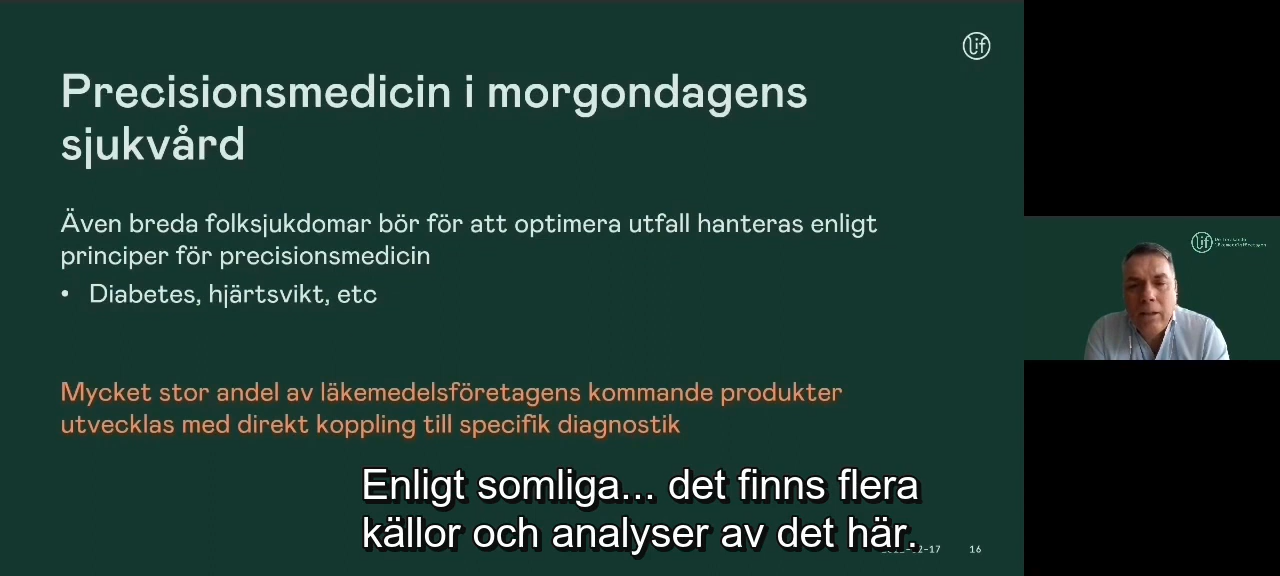 lif
Precisionsmedicin i morgondagens
sjukvård
Även breda folksjukdomar bör för att optimera utfall hanteras enligt
principer för precisionsmedicin
• Diabetes, hjärtsvikt, etc
Mycket stor andel av läkemedelsföretagens kommande produkter
utvecklas med direkt koppling till specifik diagnostik
Enligt somliga... det finns flera
källor och analyser av det här.
16
lif